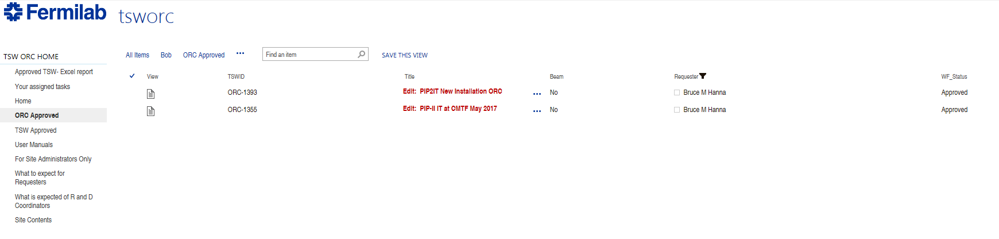 Fermilab
tsworc
TSW ORC HOME
Approved TSW- Excel report
Your assigned tasks
Home
ORC Approved
TSW Approved
User Manuals
For Site Administrators Only
What to expect for
Requesters
What is expected of R and D
Coordinators
Site Contents
All Items Bob ORC Approved ... Find an item SAVE THIS VIEW
View TSWID Title Beam Requester WF_Status
ORC-1393 Edit: PIP2IT New Installation ORC ... No Bruce M Hanna Approved
ORC-1355 Edit: PIP-II IT at CMTF May 2017 ... No Bruce M Hanna Approved